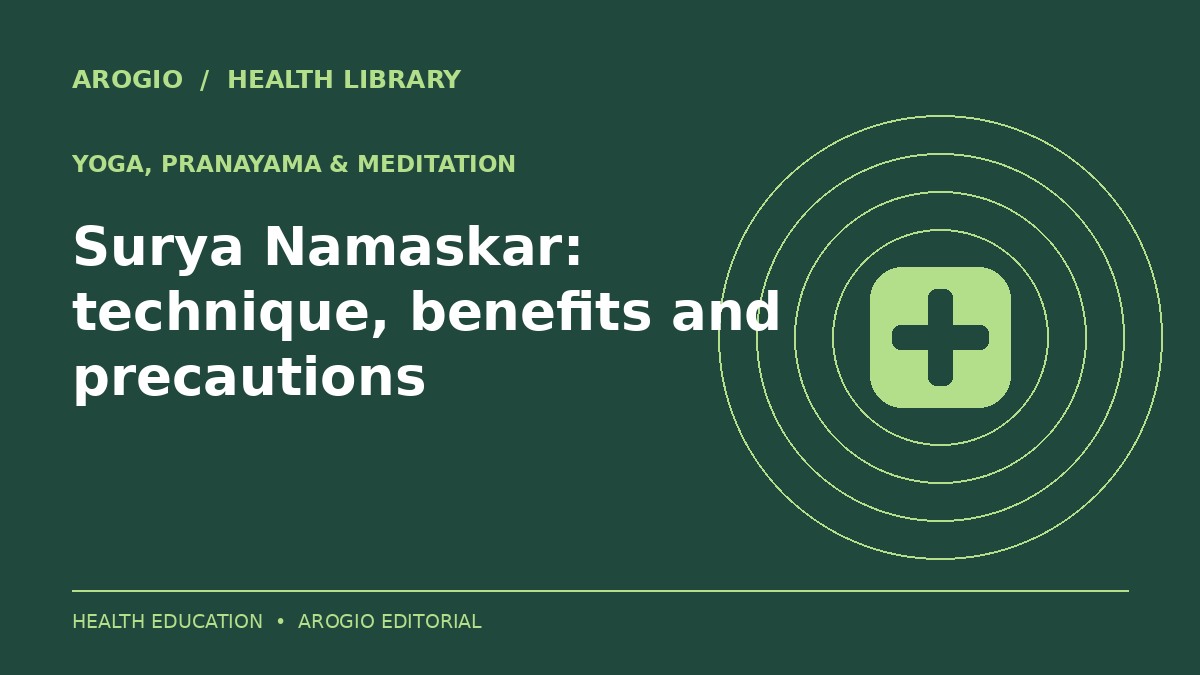 AROGIO / HEALTH LIBRARY
YOGA, PRANAYAMA & MEDITATION
Surya Namaskar:
technique, benefits and
precautions
HEALTH EDUCATION • AROGIO EDITORIAL